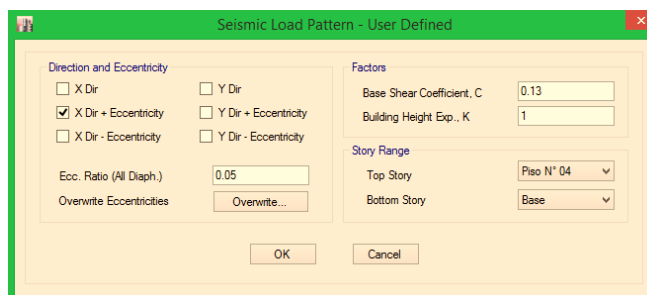 Seismic Load Pattern - User Defined
Direction and Eccentricity
X Dir
Y Dir
X Dir + Eccentricity
Y Dir + Eccentricity
X Dir - Eccentricity
Y Dir - Eccentricity
Ecc. Ratio (All Diaph.)
0.05
Overwrite Eccentricities
Overwrite...
Factors
Base Shear Coefficient, C
0.13
Building Height Exp., K
1
Story Range
Top Story
Piso N° 04
Bottom Story
Base
OK
Cancel